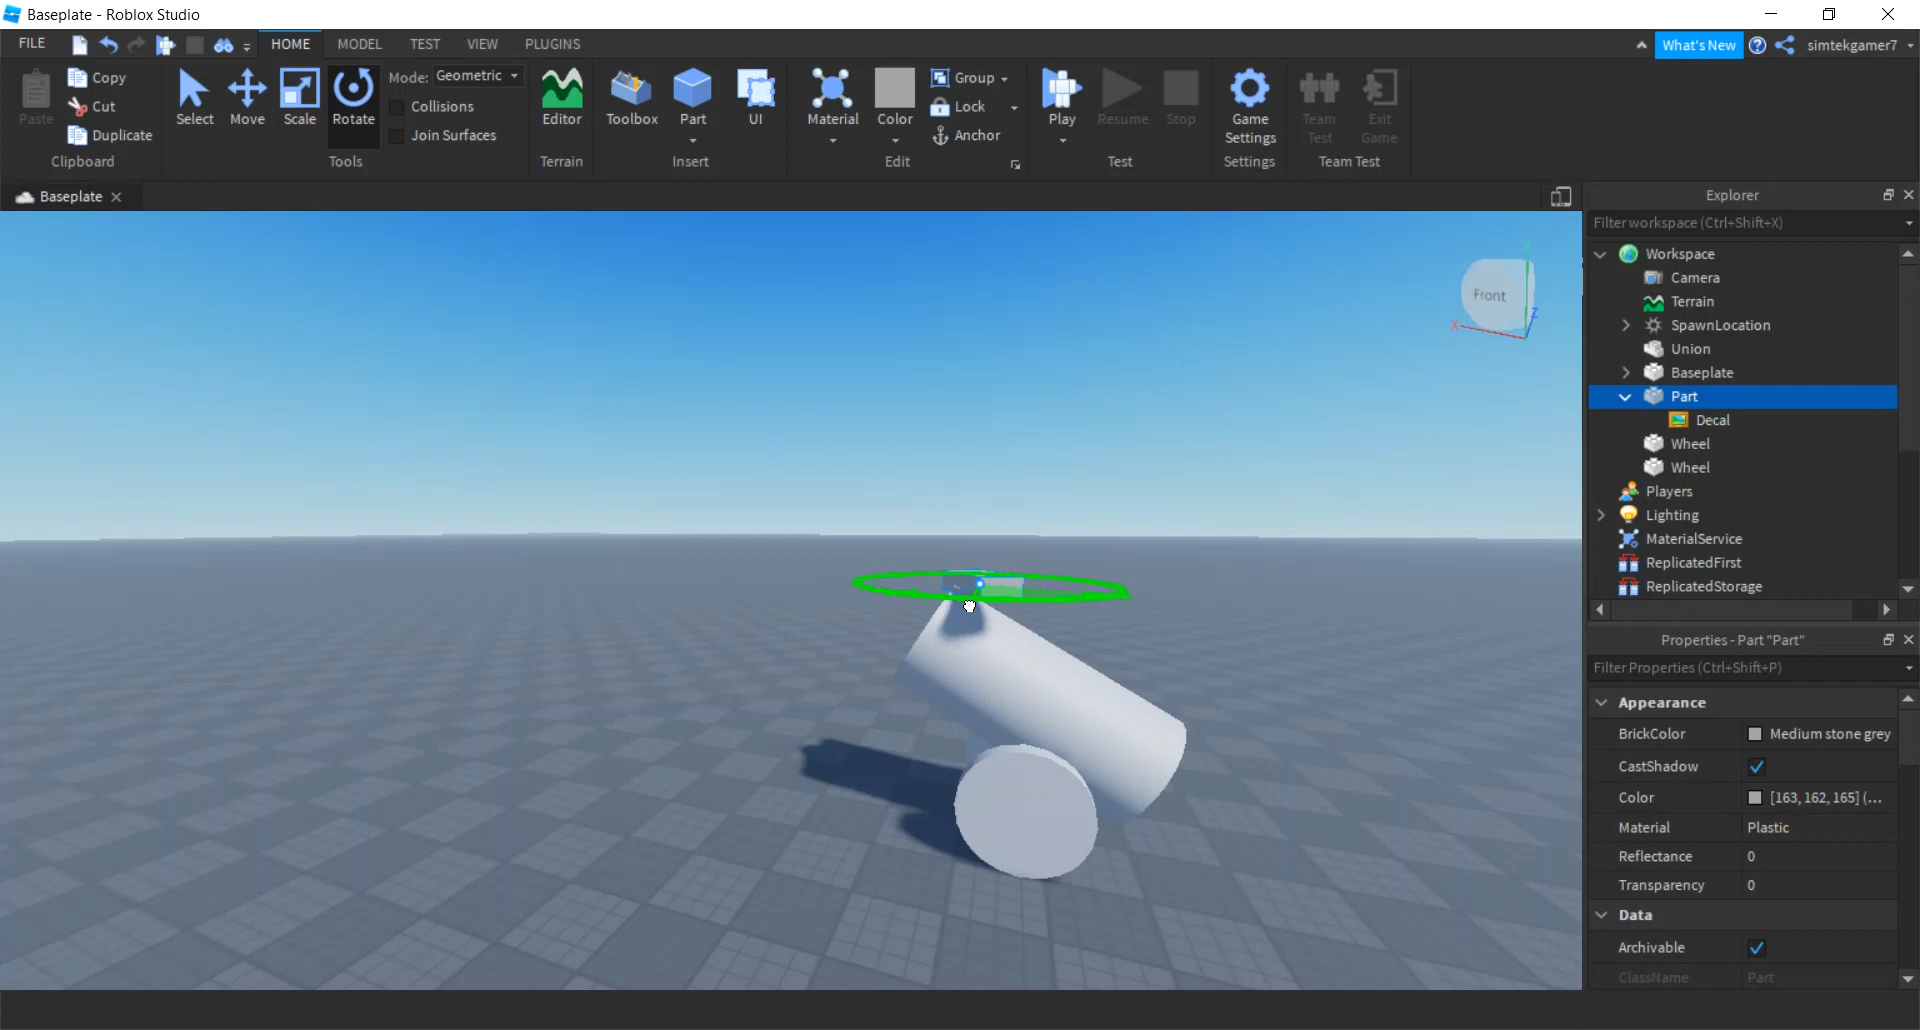 Baseplate - Roblox Studio
FILE
HOME
MODEL
TEST
VIEW
PLUGINS
What's New
simtekgamer7
Paste
Copy
Cut
Duplicate
Clipboard
Select
Move
Scale
Rotate
Mode: Geometric
Collisions
Join Surfaces
Tools
Editor
Terrain
Toolbox
Part
UI
Insert
Material
Color
Group
Lock
Anchor
Edit
Play
Resume
Stop
Test
Game
Settings
Settings
Team
Test
Exit
Game
Team Test
Baseplate
Front
X
Y
Z
Explorer
Filter workspace (Ctrl+Shift+X)
Workspace
Camera
Terrain
SpawnLocation
Union
Baseplate
Part
Decal
Wheel
Wheel
Players
Lighting
MaterialService
ReplicatedFirst
ReplicatedStorage
Properties - Part "Part"
Filter Properties (Ctrl+Shift+P)
Appearance
BrickColor Medium stone grey
CastShadow
Color [163, 162, 165] (...
Material Plastic
Reflectance 0
Transparency 0
Data
Archivable
ClassName Part